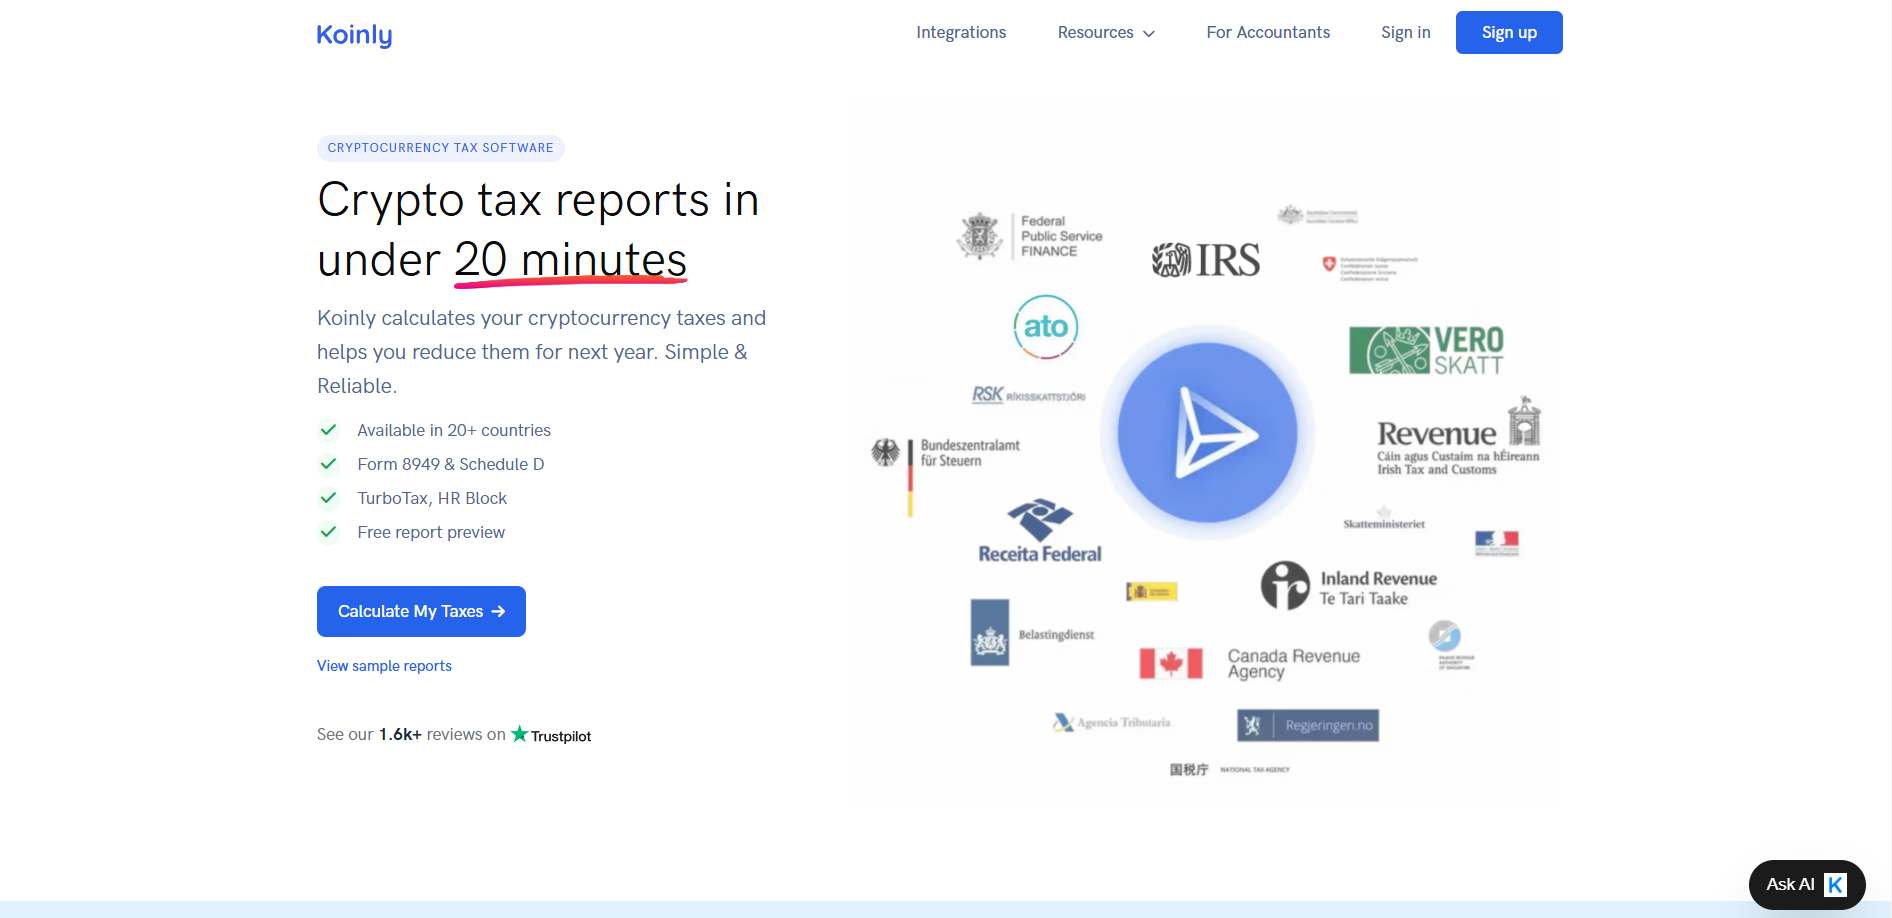 Koinly
Integrations
Resources
For Accountants
Sign in
Sign up
CRYPTOCURRENCY TAX SOFTWARE
Crypto tax reports in
under 20 minutes
Koinly calculates your cryptocurrency taxes and
helps you reduce them for next year. Simple &
Reliable.
Available in 20+ countries
Form 8949 & Schedule D
TurboTax, HR Block
Free report preview
Calculate My Taxes
View sample reports
See our 1.6k+ reviews on Trustpilot
Federal
Public Service
FINANCE
IRS
ato
VERO
SKATT
RSK RÍKISSKATTSTJÓRI
Bundeszentralamt
für Steuern
Revenue
Cáin agus Custaim na hÉireann
Irish Tax and Customs
Receita Federal
Skatteministeriet
Inland Revenue
Te Tari Taake
Belastingdienst
Canada Revenue
Agency
INLAND REVENUE
AUTHORITY
OF SINGAPORE
Agencia Tributaria
Regjeringen.no
国税庁 NATIONAL TAX AGENCY
Ask AI K